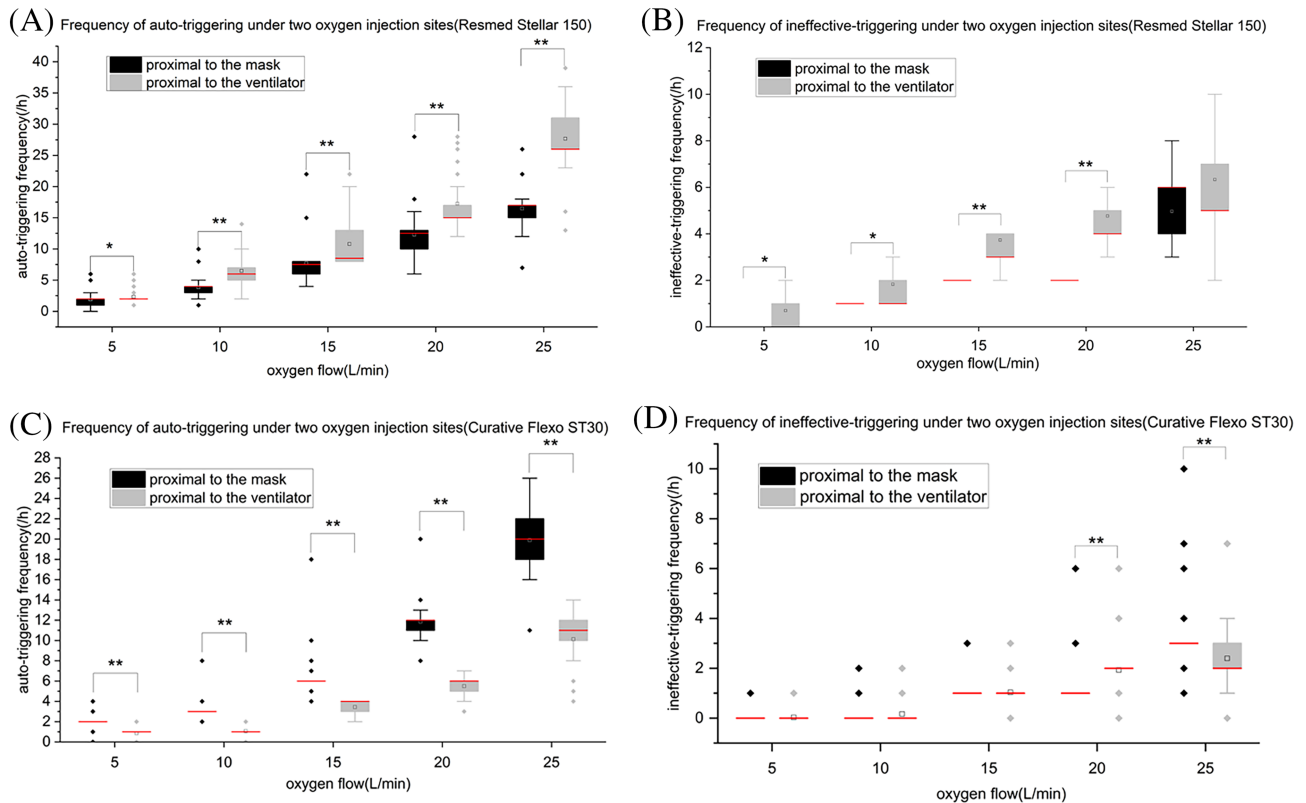 (A)
Frequency of auto-triggering under two oxygen injection sites(Resmed Stellar 150)
proximal to the mask
proximal to the ventilator
auto-triggering frequency(/h)
40
35
30
25
20
15
10
5
0
*
**
**
**
**
5 10 15 20 25
oxygen flow(L/min)
(B)
Frequency of ineffective-triggering under two oxygen injection sites(Resmed Stellar 150)
proximal to the mask
proximal to the ventilator
ineffective-triggering frequency(/h)
12
10
8
6
4
2
0
*
*
**
**
5 10 15 20 25
oxygen flow(L/min)
(C)
Frequency of auto-triggering under two oxygen injection sites(Curative Flexo ST30)
proximal to the mask
proximal to the ventilator
auto-triggering frequency(/h)
28
26
24
22
20
18
16
14
12
10
8
6
4
2
0
**
**
**
**
**
5 10 15 20 25
oxygen flow(L/min)
(D)
Frequency of ineffective-triggering under two oxygen injection sites(Curative Flexo ST30)
proximal to the mask
proximal to the ventilator
ineffective-triggering frequency(/h)
10
8
6
4
2
0
**
**
5 10 15 20 25
oxygen flow(L/min)